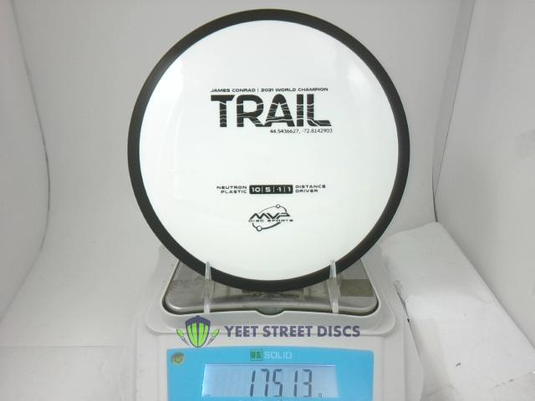 JAMES CONRAD | 2021 WORLD CHAMPION
TRAIL
44.5436627, -72.8142903
NEUTRON PLASTIC 10 | 5 | -1 | 1 DISTANCE DRIVER
MVP
DISC SPORTS
YEET STREET DISCS
U.S. SOLID
175.13 g